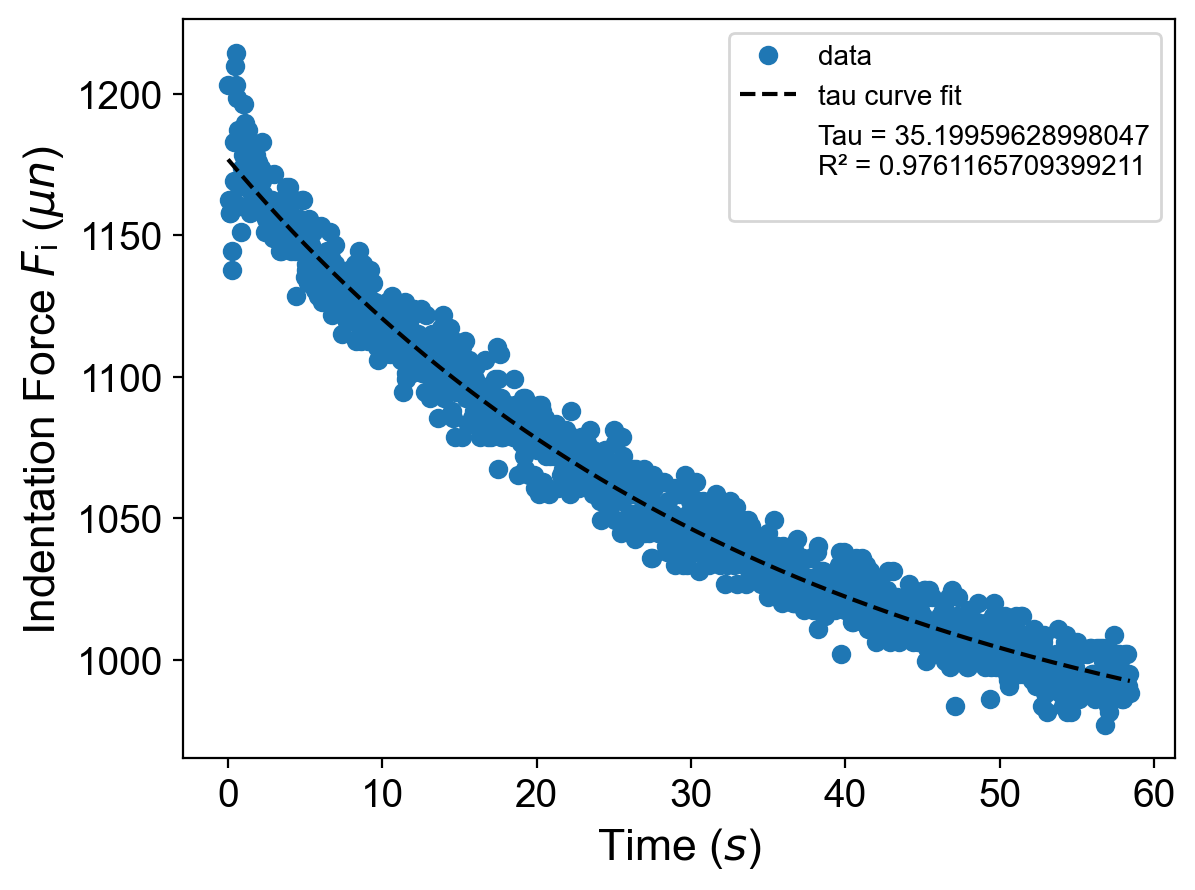 data
tau curve fit
Tau = 35.19959628998047
R² = 0.9761165709399211
Indentation Force Fᵢ (μn)
1200
1150
1100
1050
1000
0 10 20 30 40 50 60
Time (s)